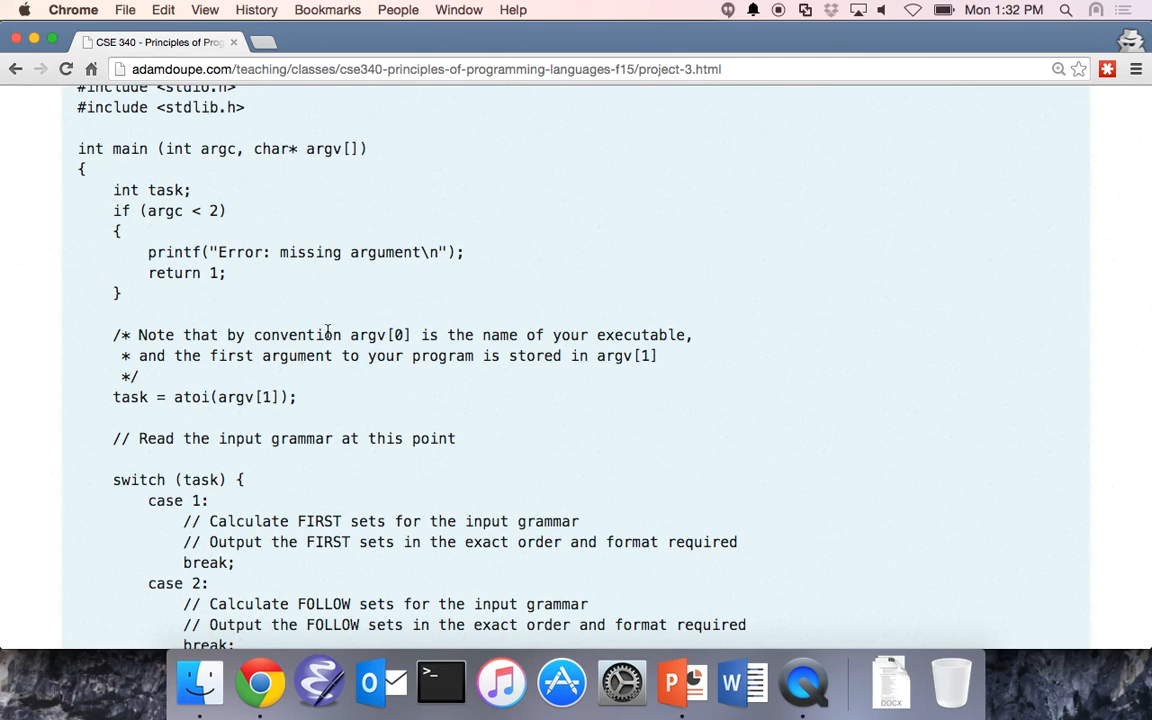 Chrome File Edit View History Bookmarks People Window Help Mon 1:32 PM
CSE 340 - Principles of Prog
adamdoupe.com/teaching/classes/cse340-principles-of-programming-languages-f15/project-3.html
#include <stdio.h>
#include <stdlib.h>
int main (int argc, char* argv[])
{
int task;
if (argc < 2)
{
printf("Error: missing argument\n");
return 1;
}
/* Note that by convention argv[0] is the name of your executable,
* and the first argument to your program is stored in argv[1]
*/
task = atoi(argv[1]);
// Read the input grammar at this point
switch (task) {
case 1:
// Calculate FIRST sets for the input grammar
// Output the FIRST sets in the exact order and format required
break;
case 2:
// Calculate FOLLOW sets for the input grammar
// Output the FOLLOW sets in the exact order and format required
break;
DOCX